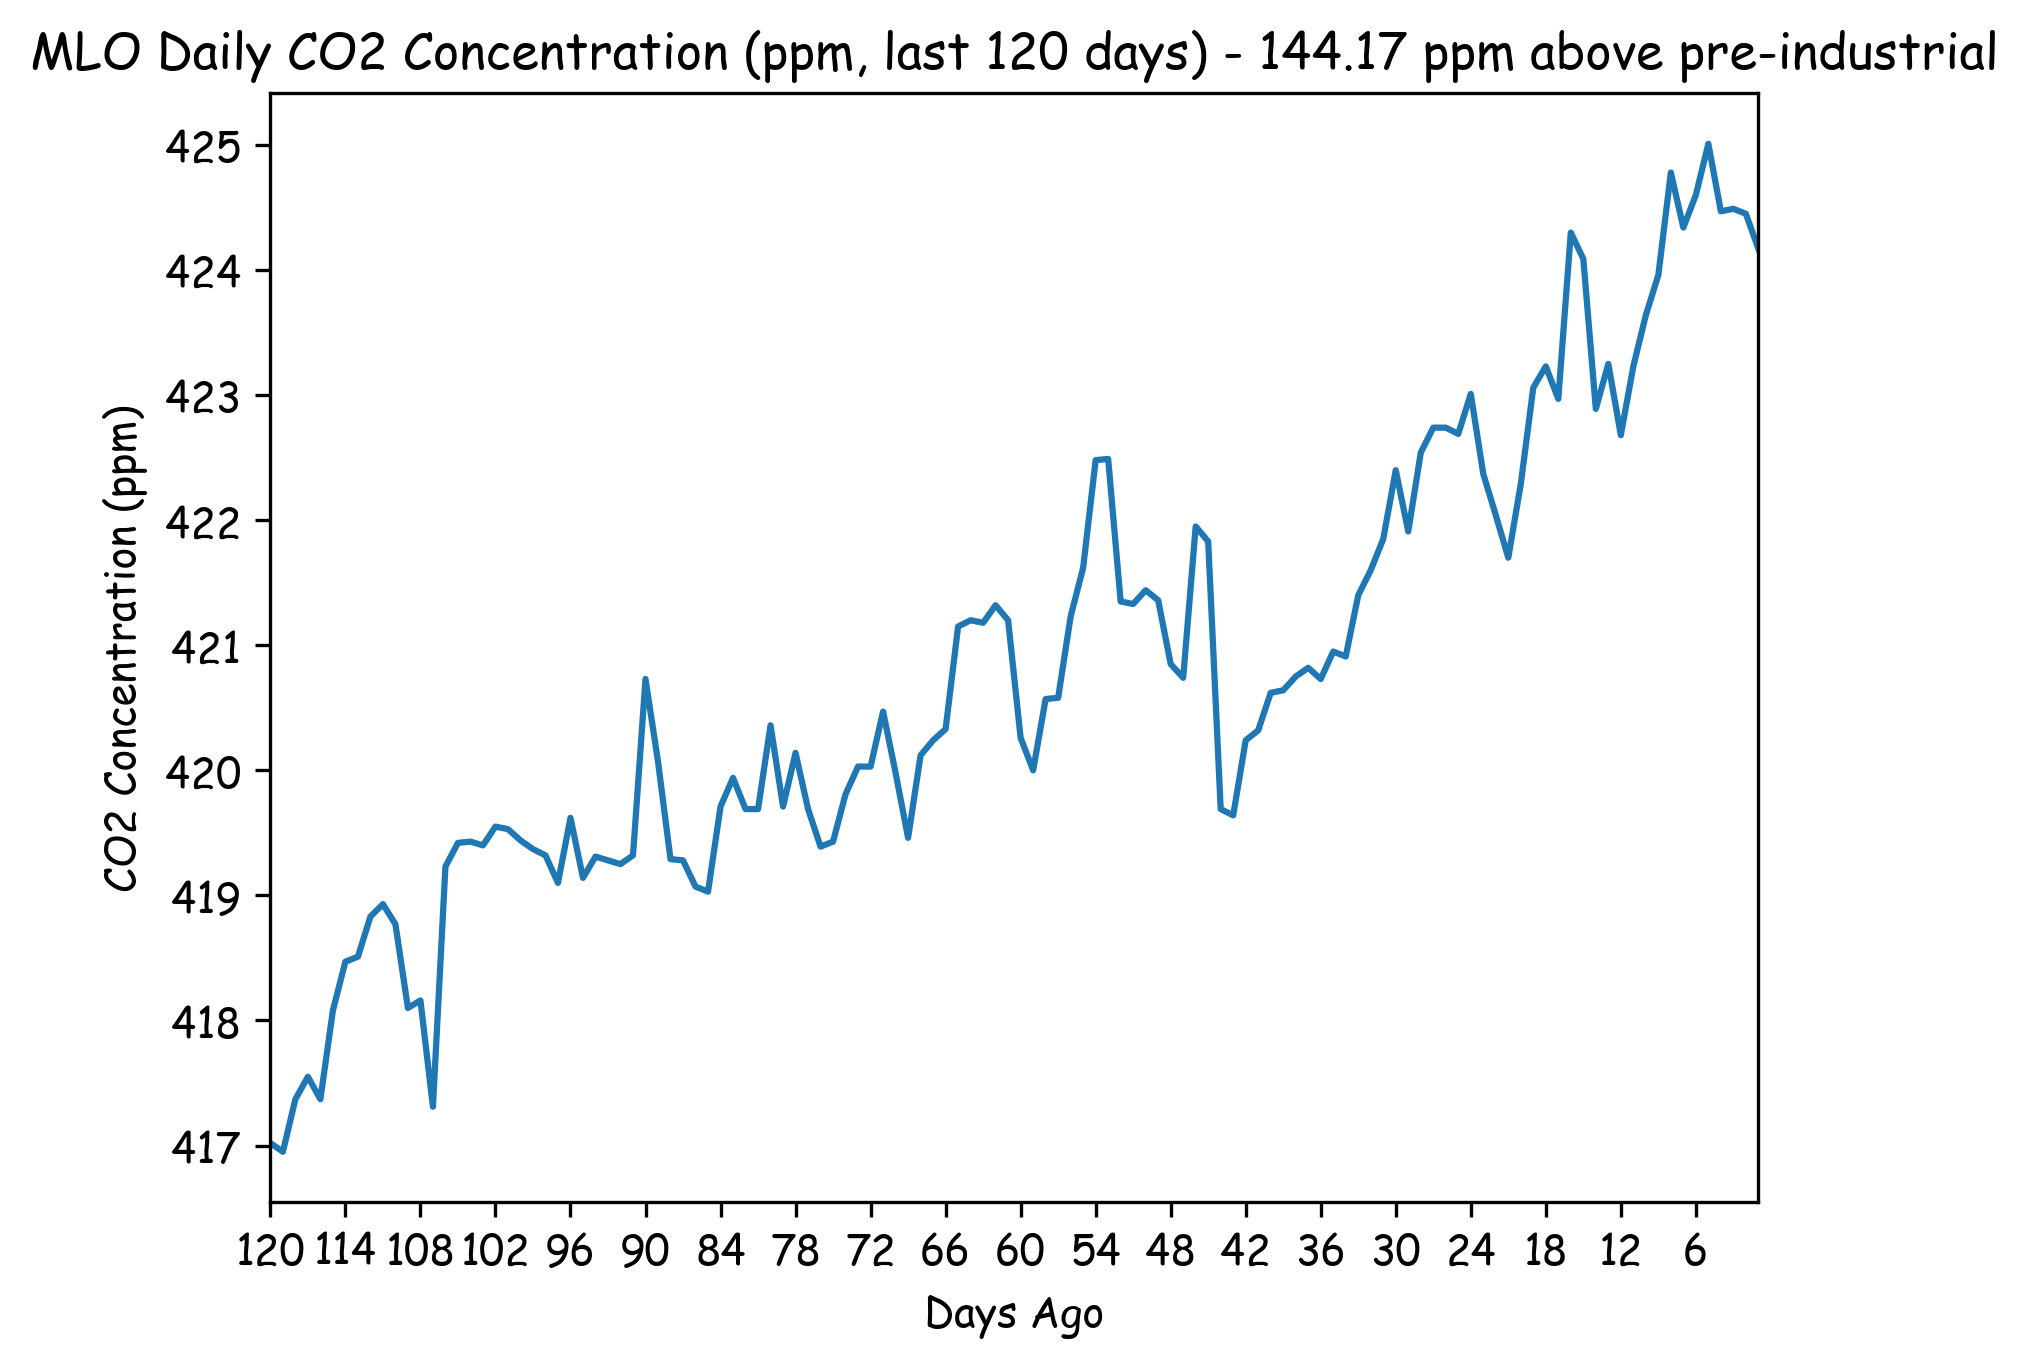 MLO Daily CO2 Concentration (ppm, last 120 days) - 144.17 ppm above pre-industrial
425
424
423
422
421
420
419
418
417
CO2 Concentration (ppm)
120 114 108 102 96 90 84 78 72 66 60 54 48 42 36 30 24 18 12 6
Days Ago